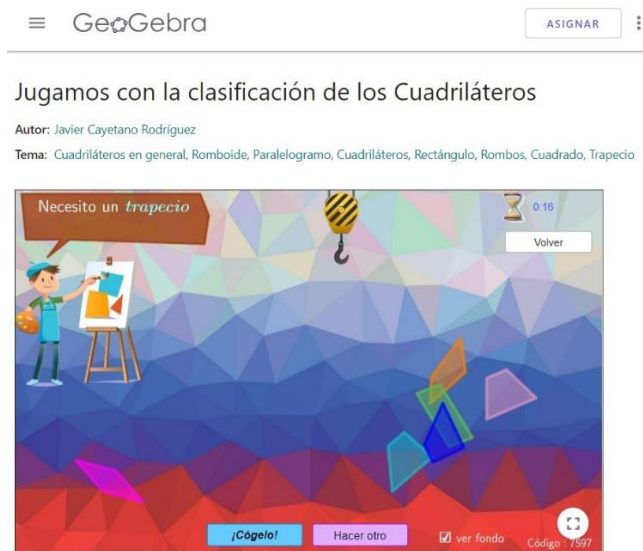 GeoGebra
ASIGNAR
Jugamos con la clasificación de los Cuadriláteros
Autor: Javier Cayetano Rodríguez
Tema: Cuadriláteros en general, Romboide, Paralelogramo, Cuadriláteros, Rectángulo, Rombos, Cuadrado, Trapecio
Necesito un trapecio
0:16
Volver
¡Cógelo!
Hacer otro
ver fondo
Código : 7597